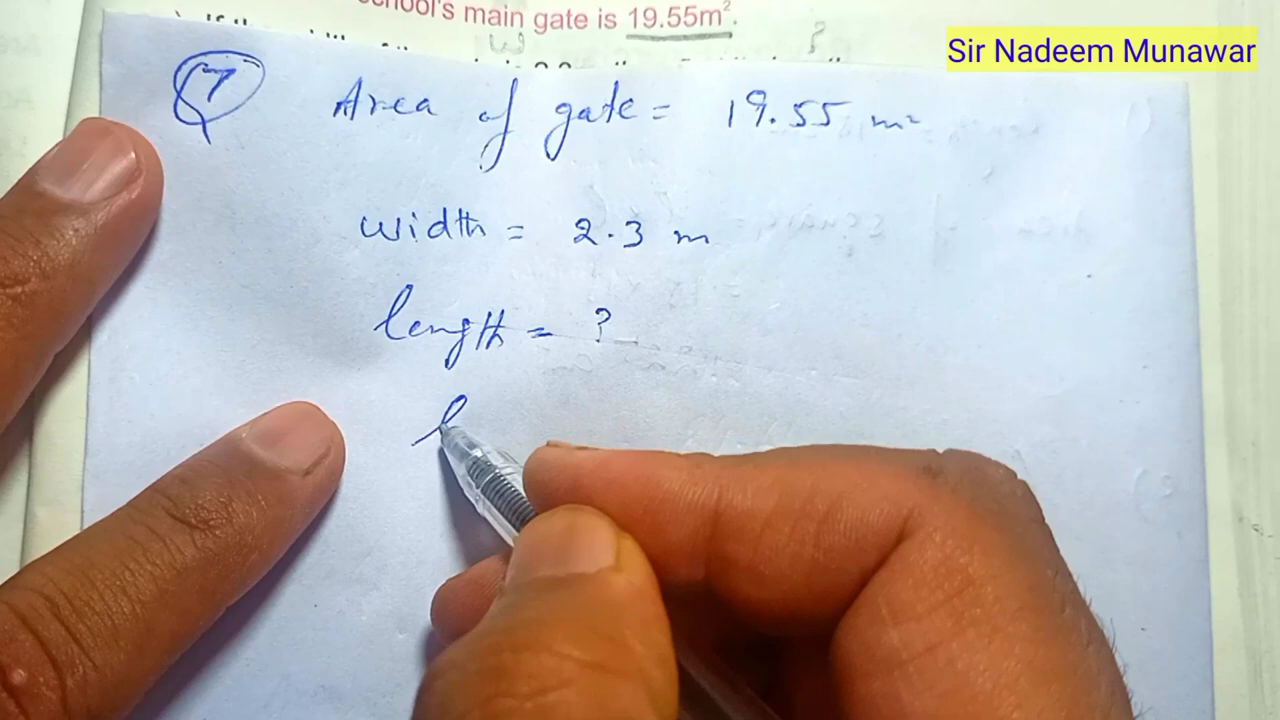 school's main gate is 19.55m².
Sir Nadeem Munawar
7 Area of gate = 19.55 m²
width = 2.3 m
length = ?
l